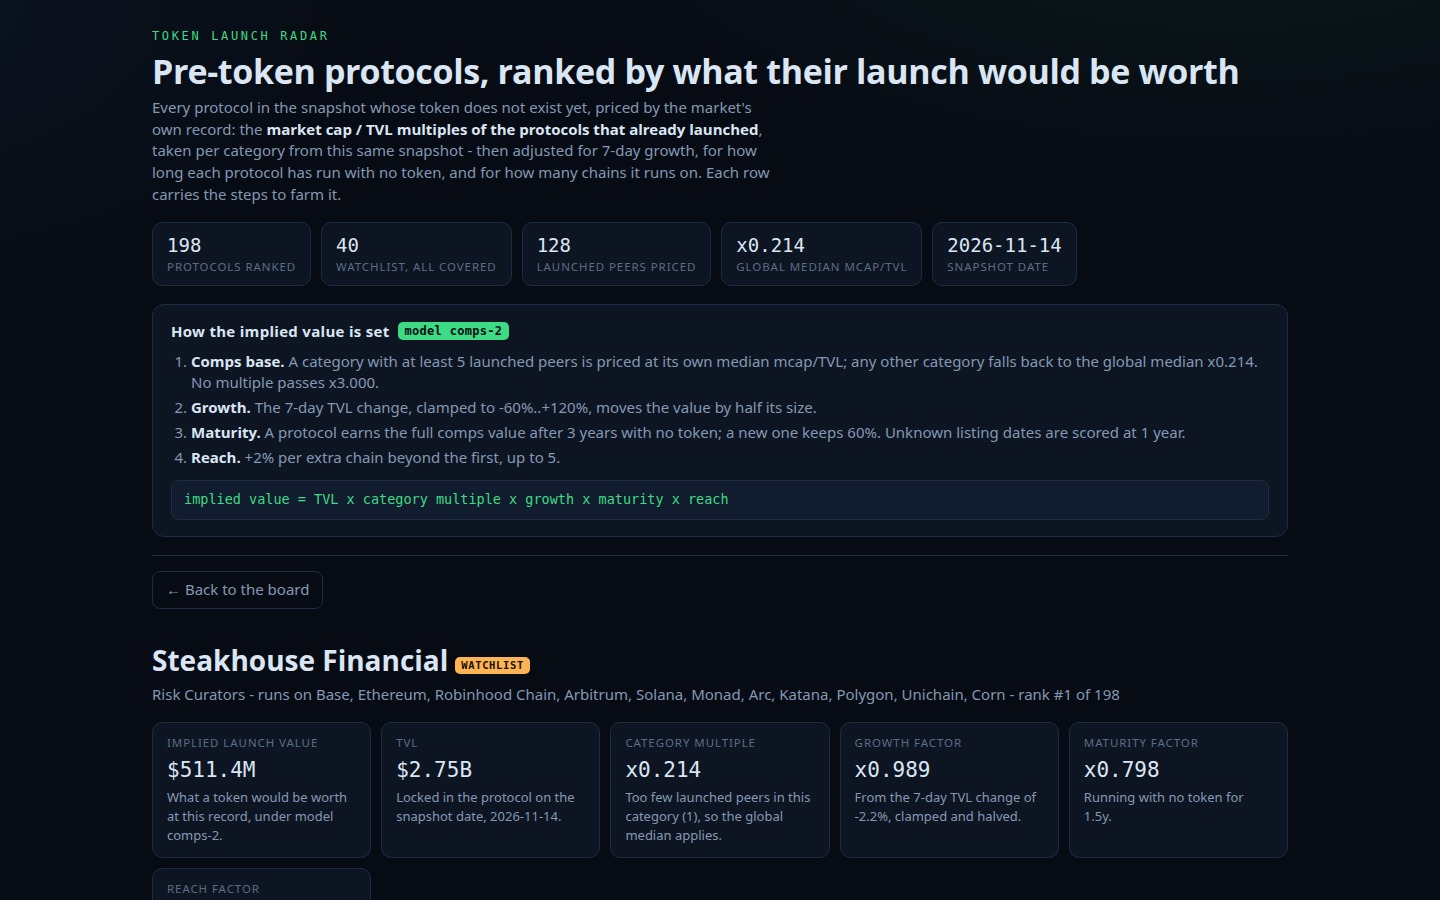 TOKEN LAUNCH RADAR
Pre-token protocols, ranked by what their launch would be worth
Every protocol in the snapshot whose token does not exist yet, priced by the market's
own record: the market cap / TVL multiples of the protocols that already launched,
taken per category from this same snapshot - then adjusted for 7-day growth, for how
long each protocol has run with no token, and for how many chains it runs on. Each row
carries the steps to farm it.
198
PROTOCOLS RANKED
40
WATCHLIST, ALL COVERED
128
LAUNCHED PEERS PRICED
x0.214
GLOBAL MEDIAN MCAP/TVL
2026-11-14
SNAPSHOT DATE
How the implied value is set model comps-2
1. Comps base. A category with at least 5 launched peers is priced at its own median mcap/TVL; any other category falls back to the global median x0.214.
No multiple passes x3.000.
2. Growth. The 7-day TVL change, clamped to -60%..+120%, moves the value by half its size.
3. Maturity. A protocol earns the full comps value after 3 years with no token; a new one keeps 60%. Unknown listing dates are scored at 1 year.
4. Reach. +2% per extra chain beyond the first, up to 5.
implied value = TVL x category multiple x growth x maturity x reach
← Back to the board
Steakhouse Financial WATCHLIST
Risk Curators - runs on Base, Ethereum, Robinhood Chain, Arbitrum, Solana, Monad, Arc, Katana, Polygon, Unichain, Corn - rank #1 of 198
IMPLIED LAUNCH VALUE
$511.4M
What a token would be worth
at this record, under model
comps-2.
TVL
$2.75B
Locked in the protocol on the
snapshot date, 2026-11-14.
CATEGORY MULTIPLE
x0.214
Too few launched peers in this
category (1), so the global
median applies.
GROWTH FACTOR
x0.989
From the 7-day TVL change of
-2.2%, clamped and halved.
MATURITY FACTOR
x0.798
Running with no token for
1.5y.
REACH FACTOR